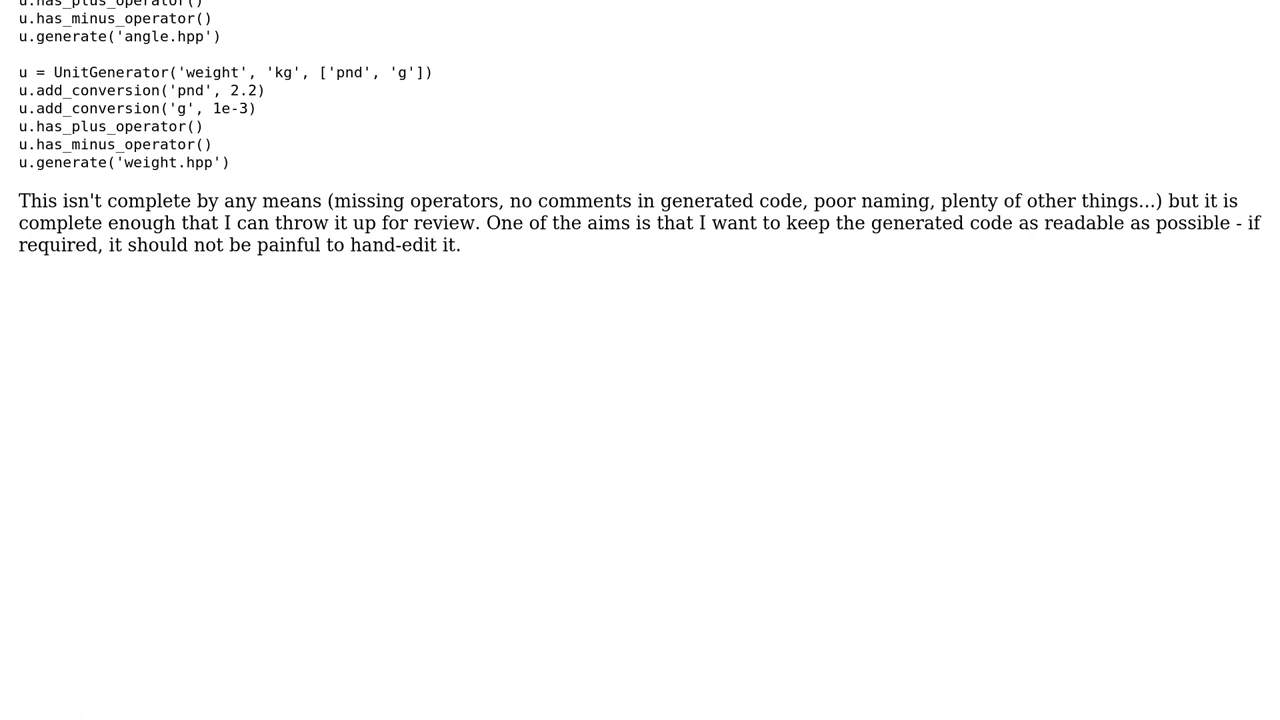 u.has_plus_operator()
u.has_minus_operator()
u.generate('angle.hpp')
u = UnitGenerator('weight', 'kg', ['pnd', 'g'])
u.add_conversion('pnd', 2.2)
u.add_conversion('g', 1e-3)
u.has_plus_operator()
u.has_minus_operator()
u.generate('weight.hpp')
This isn't complete by any means (missing operators, no comments in generated code, poor naming, plenty of other things...) but it is
complete enough that I can throw it up for review. One of the aims is that I want to keep the generated code as readable as possible - if
required, it should not be painful to hand-edit it.